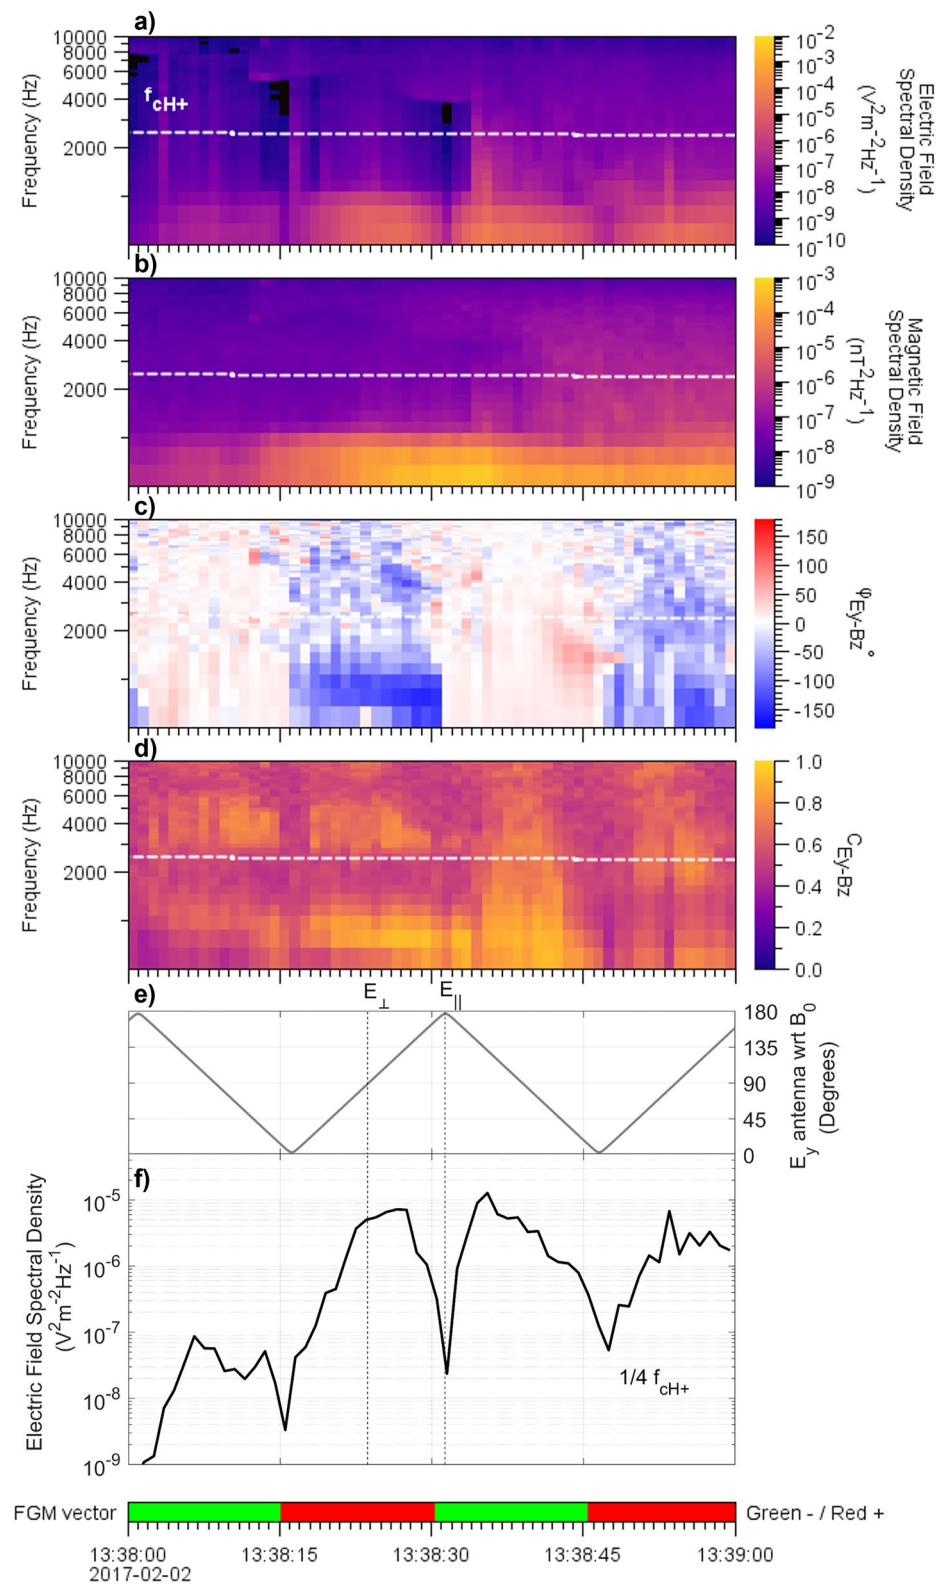 a)
10000
8000
6000
4000
2000
Frequency (Hz)
f_cH+
10^-2
10^-3
10^-4
10^-5
10^-6
10^-7
10^-8
10^-9
10^-10
Electric Field
Spectral Density
(V^2m^-2Hz^-1)
b)
10000
8000
6000
4000
2000
Frequency (Hz)
10^-3
10^-4
10^-5
10^-6
10^-7
10^-8
10^-9
Magnetic Field
Spectral Density
(nT^2Hz^-1)
c)
10000
8000
6000
4000
2000
Frequency (Hz)
150
100
50
0
-50
-100
-150
φEy-Bz°
d)
10000
8000
6000
4000
2000
Frequency (Hz)
1.0
0.8
0.6
0.4
0.2
0.0
CEy-Bz
e)
E⊥
E||
180
135
90
45
0
Ey antenna wrt B0
(Degrees)
f)
10^-5
10^-6
10^-7
10^-8
10^-9
Electric Field Spectral Density
(V^2m^-2Hz^-1)
1/4 f_cH+
FGM vector
Green - / Red +
13:38:00
13:38:15
13:38:30
13:38:45
13:39:00
2017-02-02